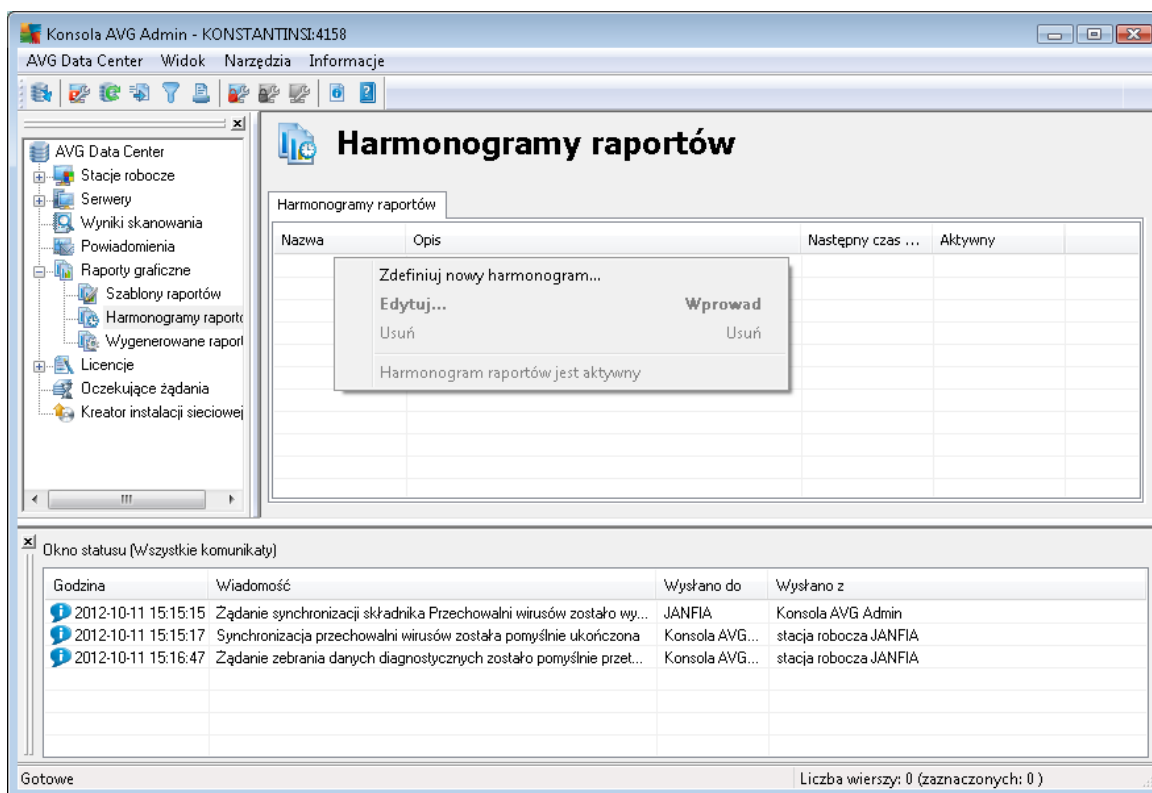 Konsola AVG Admin - KONSTANTINSI:4158
AVG Data Center Widok Narzędzia Informacje
AVG Data Center
Stacje robocze
Serwery
Wyniki skanowania
Powiadomienia
Raporty graficzne
Szablony raportów
Harmonogramy raporto
Wygenerowane raport
Licencje
Oczekujące żądania
Kreator instalacji sieciowej
Harmonogramy raportów
Harmonogramy raportów
Nazwa Opis Następny czas ... Aktywny
Zdefiniuj nowy harmonogram...
Edytuj... Wprowad
Usuń Usuń
Harmonogram raportów jest aktywny
Okno statusu (Wszystkie komunikaty)
Godzina Wiadomość Wysłano do Wysłano z
2012-10-11 15:15:15 Żądanie synchronizacji składnika Przechowalni wirusów zostało wy... JANFIA Konsola AVG Admin
2012-10-11 15:15:17 Synchronizacja przechowalni wirusów została pomyślnie ukończona Konsola AVG... stacja robocza JANFIA
2012-10-11 15:16:47 Żądanie zebrania danych diagnostycznych zostało pomyślnie przet... Konsola AVG... stacja robocza JANFIA
Gotowe Liczba wierszy: 0 (zaznaczonych: 0 )